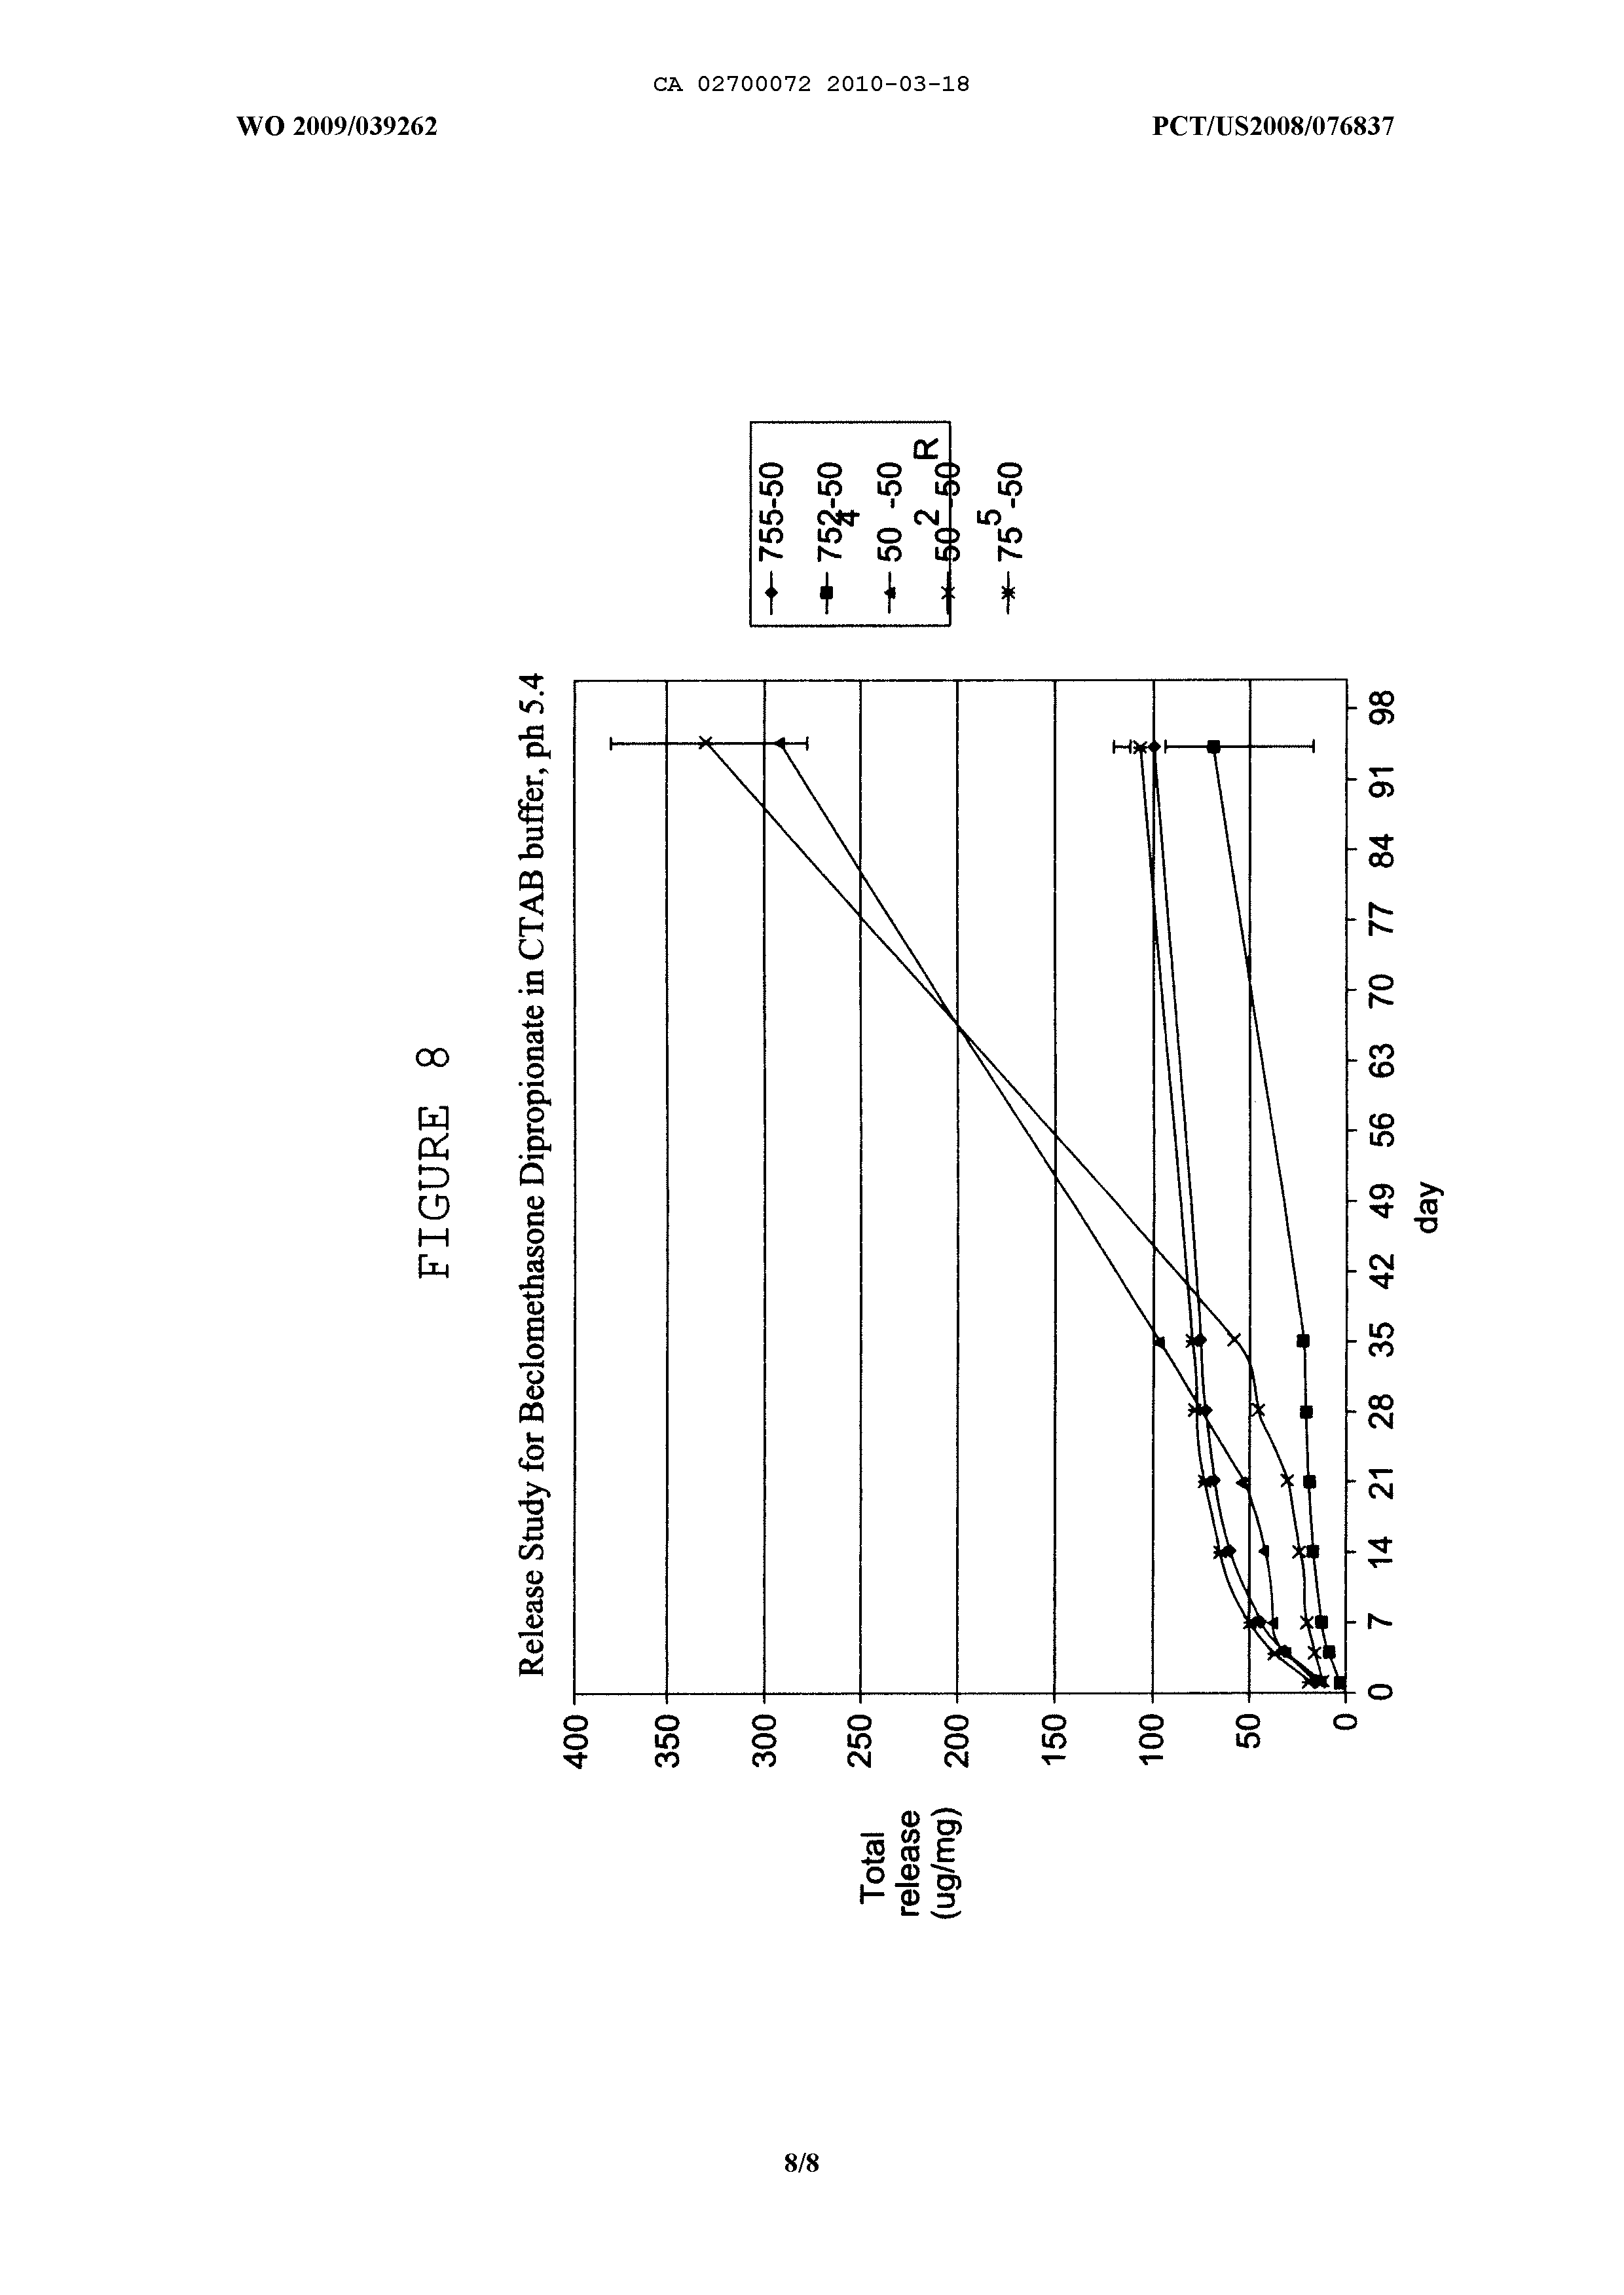 CA 02700072 2010-03-18
WO 2009/039262
PCT/US2008/076837
FIGURE 8
Release Study for Beclomethasone Dipropionate in CTAB buffer, ph 5.4
400
350
300
250
200
150
100
50
0
Total
release
(ug/mg)
0 7 14 21 28 35 42 49 56 63 70 77 84 91 98
day
755-50
752-50
4
50 -50
2 R
50 -50
5
75 -50
8/8